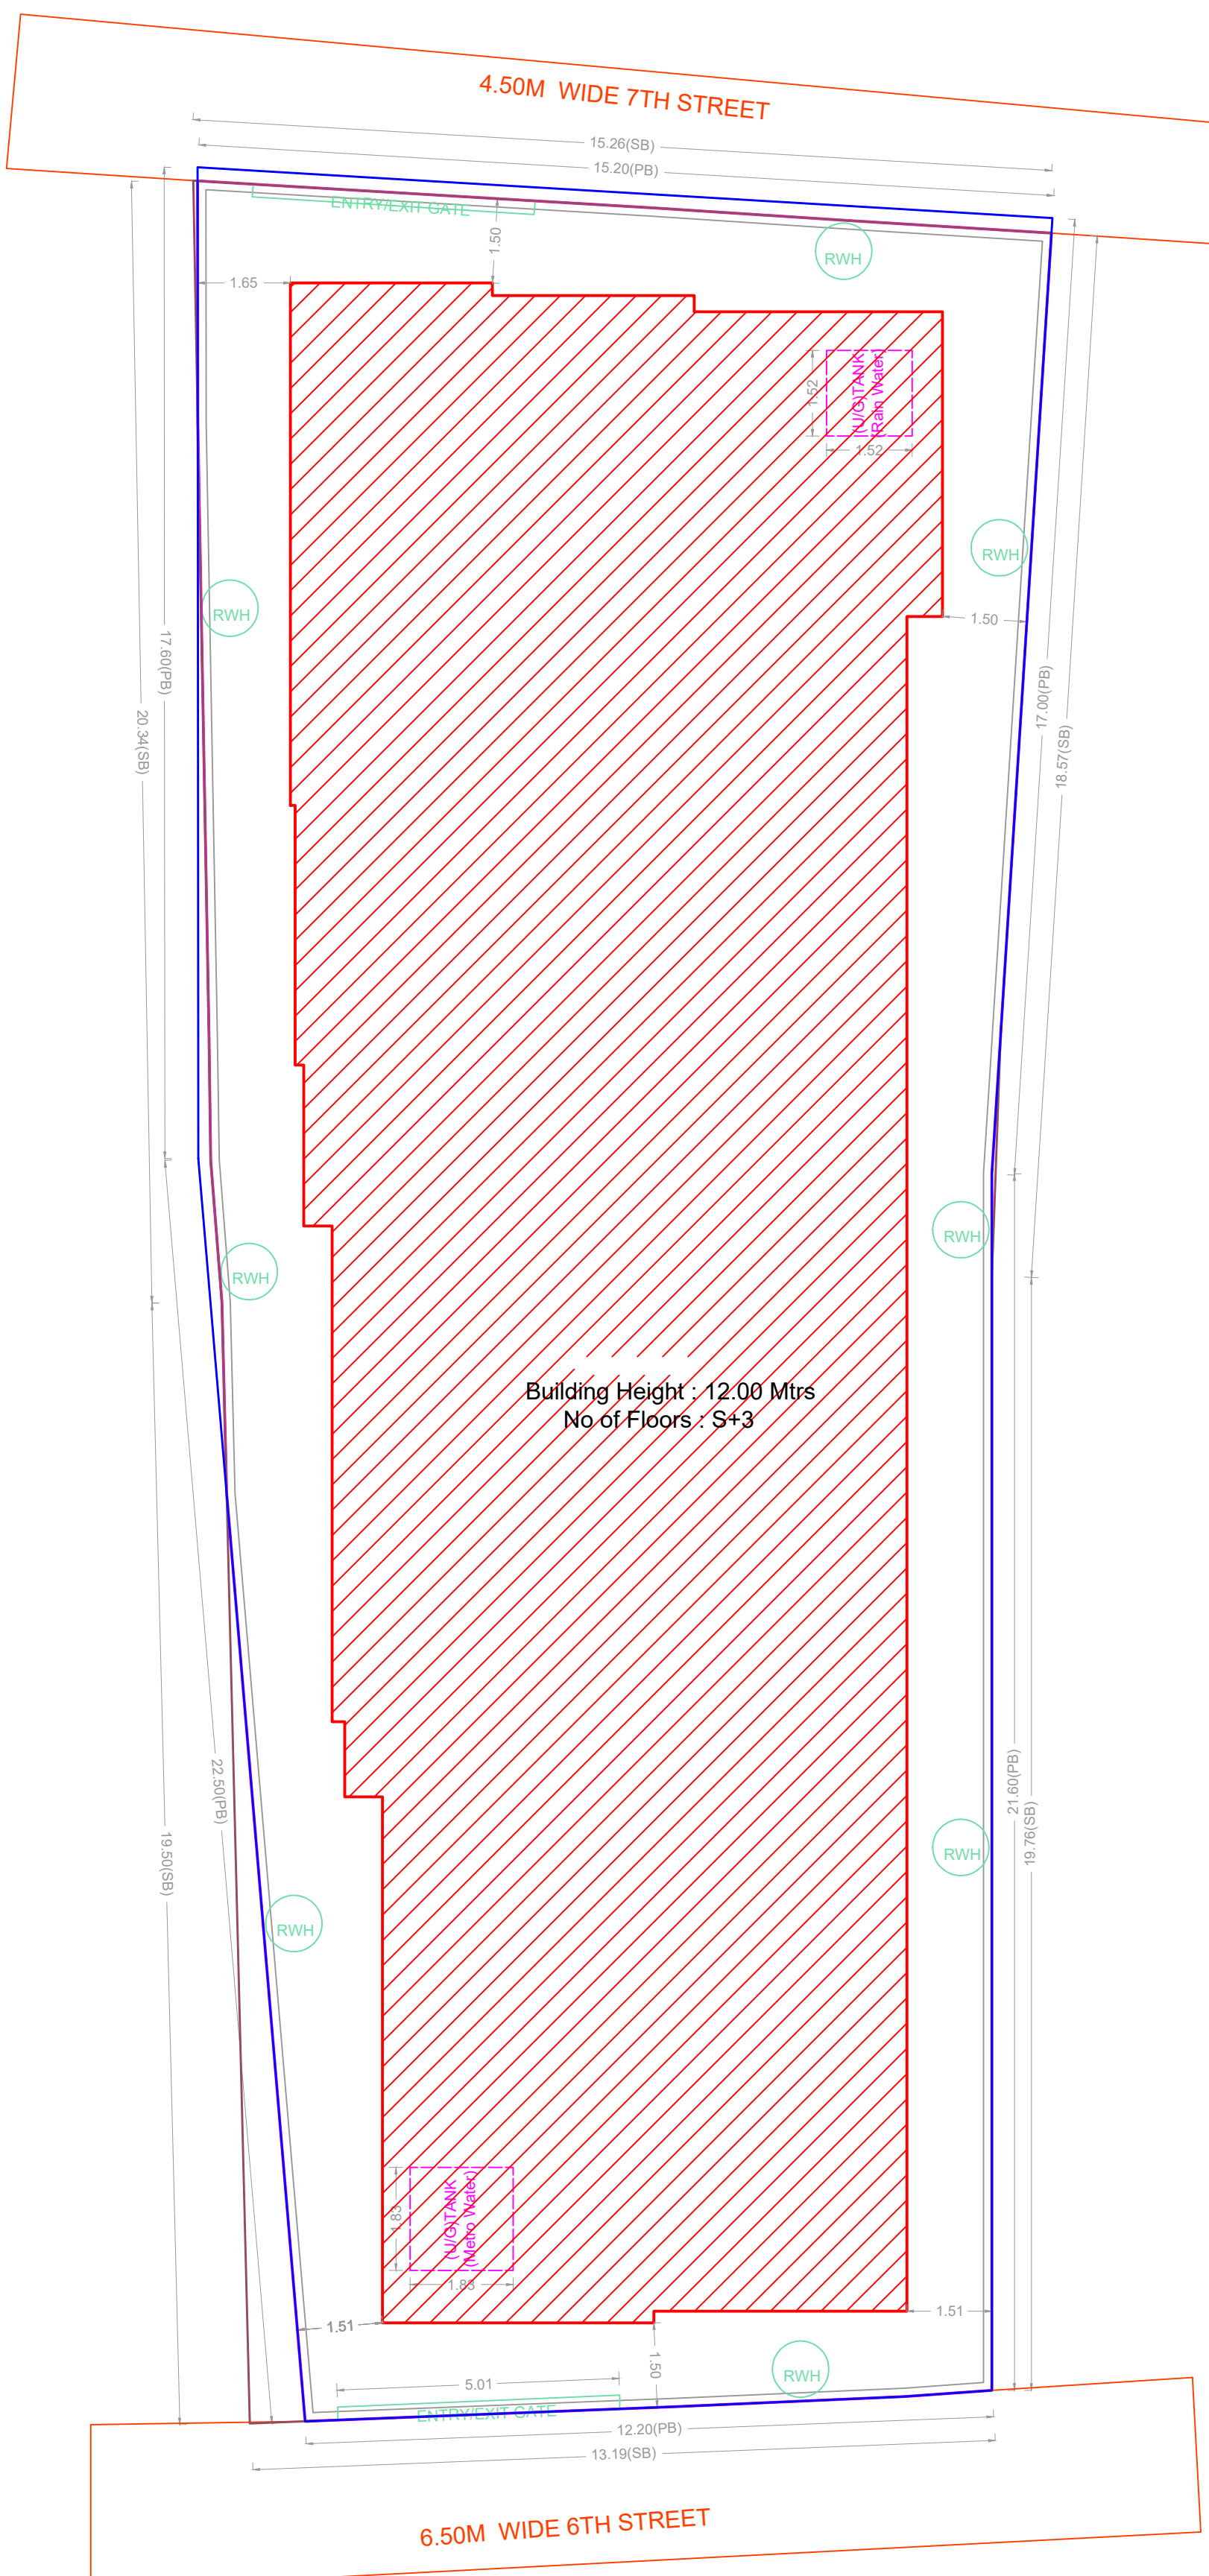 4.50M WIDE 7TH STREET
15.26(SB)
15.20(PB)
ENTRY/EXIT GATE
1.50
RWH
1.65
1.52
(U/G)TANK
(Rain Water)
1.52
RWH
RWH
1.50
17.60(PB)
20.34(SB)
17.00(PB)
18.57(SB)
RWH
RWH
Building Height : 12.00 Mtrs
No of Floors : S+3
22.50(PB)
19.50(SB)
21.60(PB)
19.76(SB)
RWH
RWH
1.83
(U/G)TANK
(Metro Water)
1.83
1.51
1.51
1.50
RWH
5.01
ENTRY/EXIT GATE
12.20(PB)
13.19(SB)
6.50M WIDE 6TH STREET